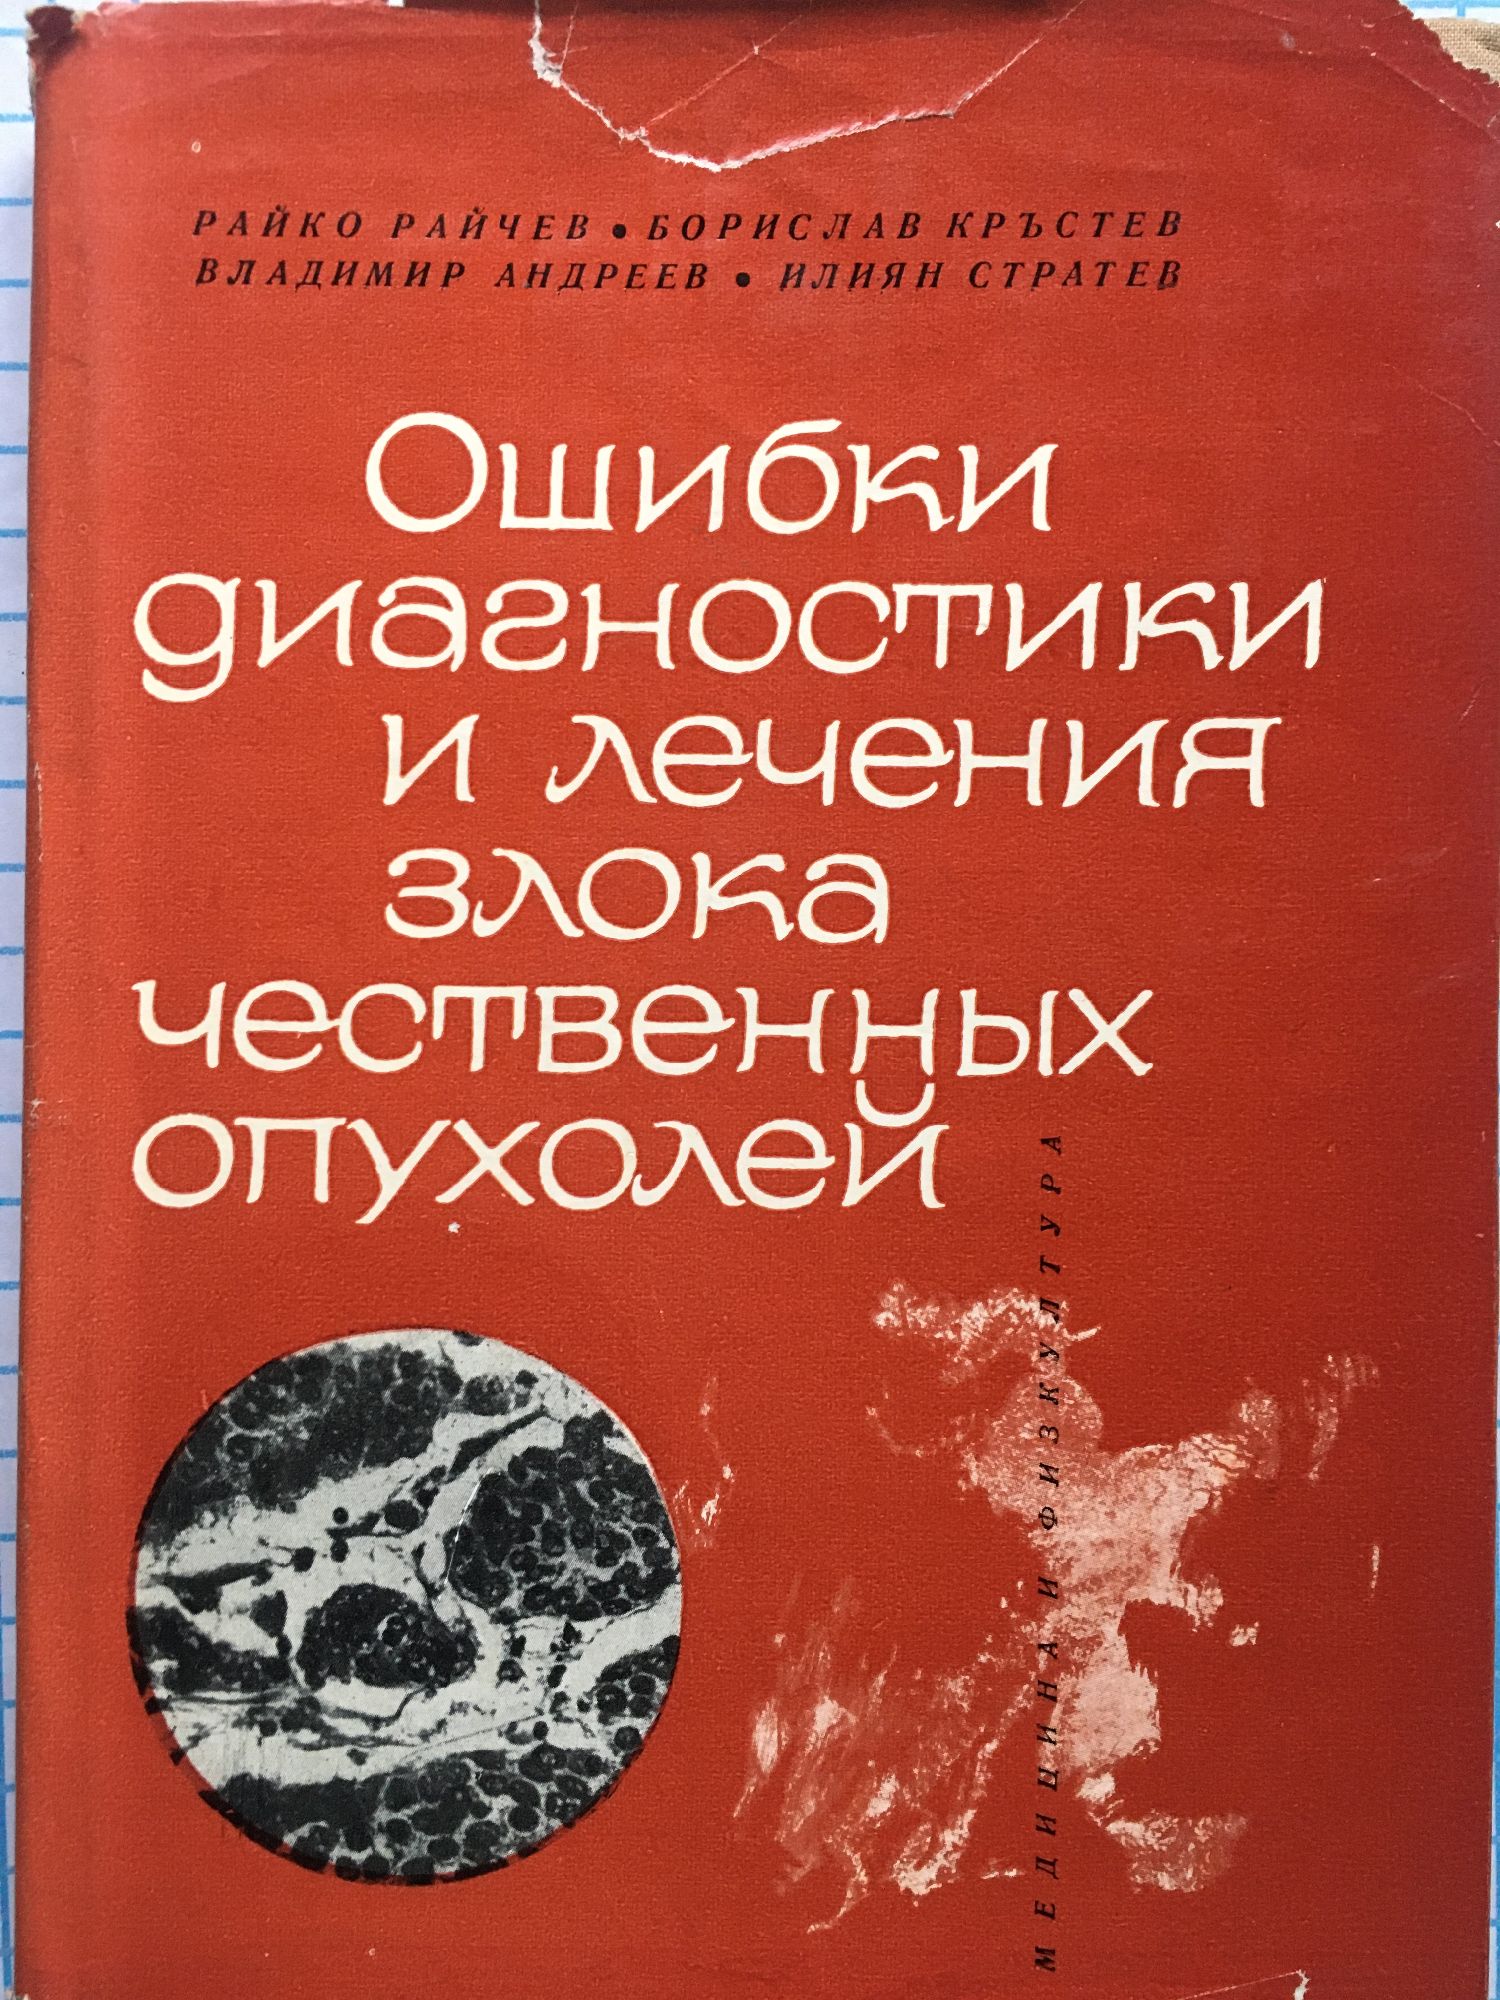 РАЙКО РАЙЧЕВ • БОРИСЛАВ КРЪСТЕВ
ВЛАДИМИР АНДРЕЕВ • ИЛИЯН СТРАТЕВ
Ошибки
диагностики
и лечения
злока
чественных
опухолей
МЕДИЦИНА И ФИЗКУЛТУРА